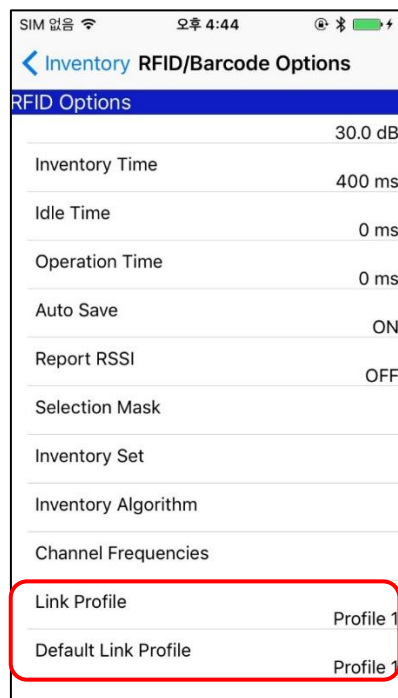 SIM 없음 오후 4:44
Inventory RFID/Barcode Options
RFID Options
30.0 dB
Inventory Time
400 ms
Idle Time
0 ms
Operation Time
0 ms
Auto Save
ON
Report RSSI
OFF
Selection Mask
Inventory Set
Inventory Algorithm
Channel Frequencies
Link Profile
Profile 1
Default Link Profile
Profile 1